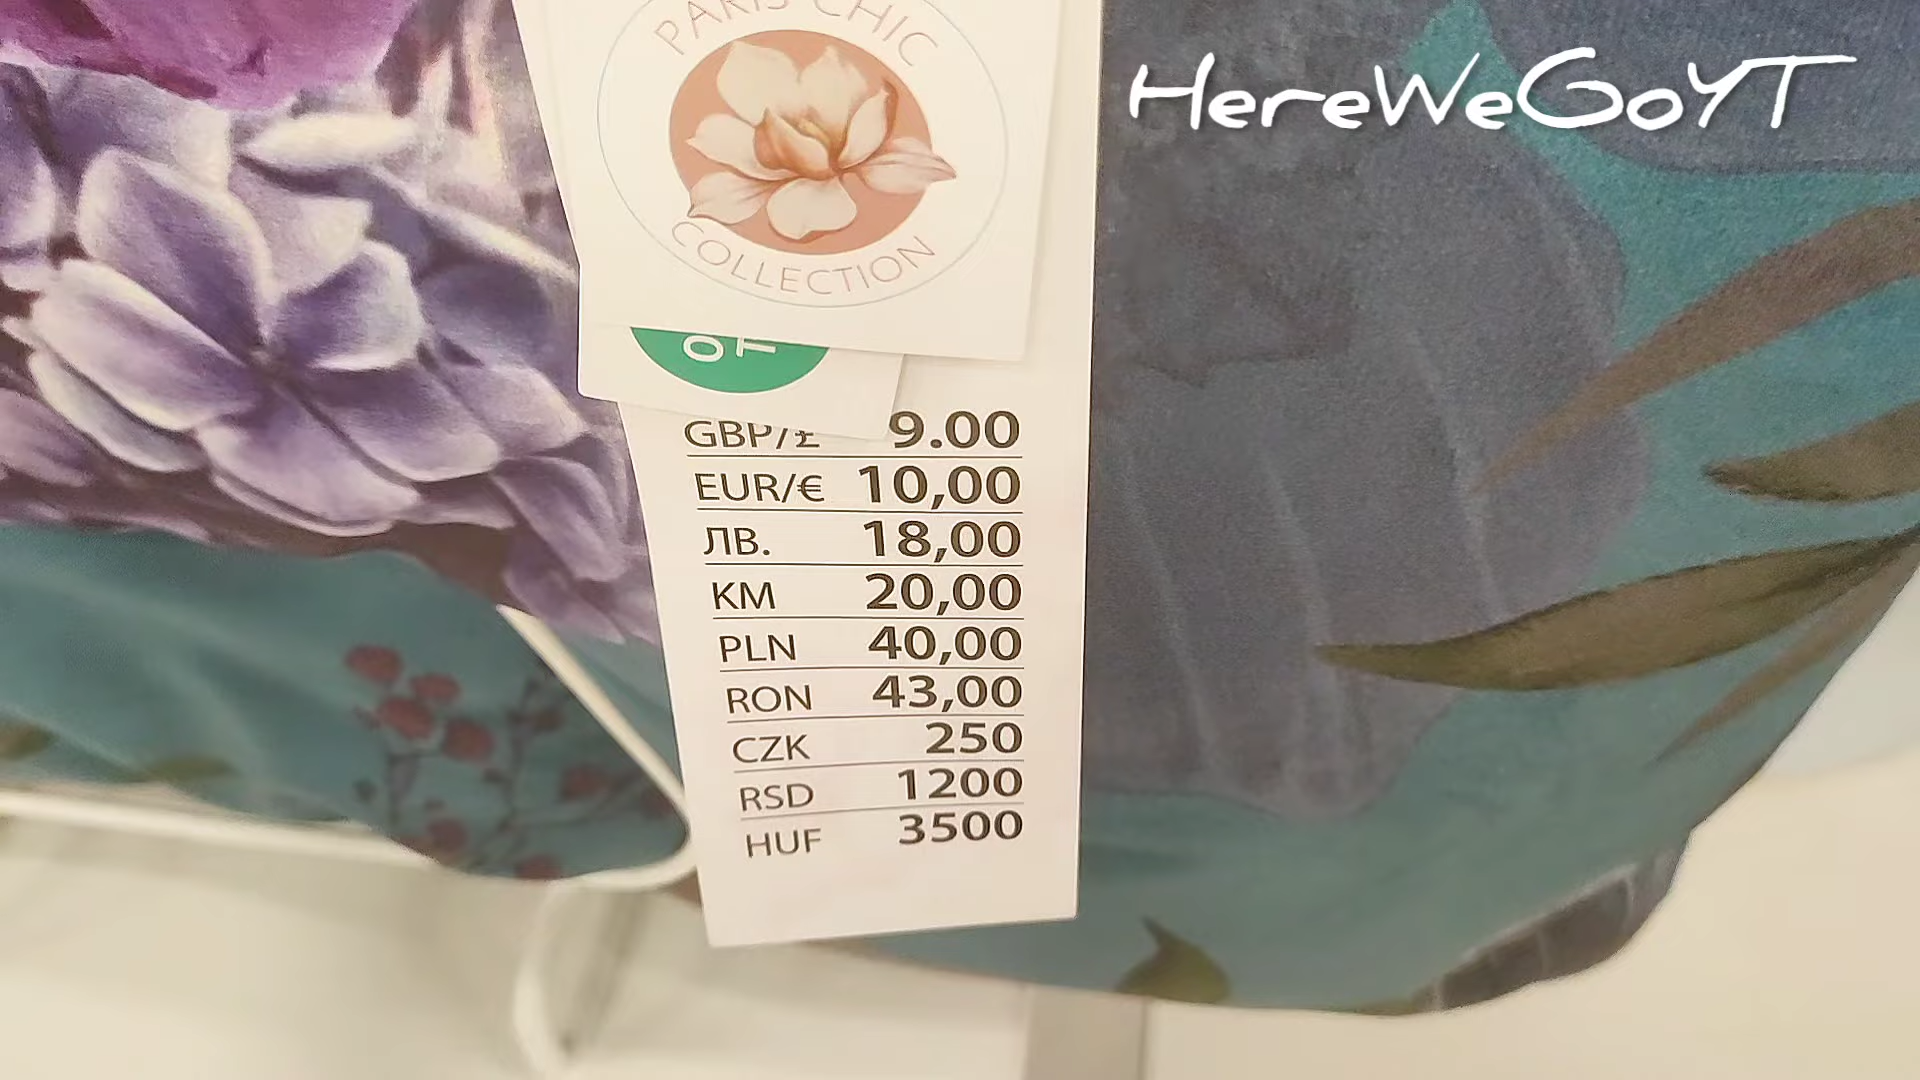 PARIS CHIC
HereWeGoYT
COLLECTION
OT
GBP/£ 9.00
EUR/€ 10,00
ЛВ. 18,00
KM 20,00
PLN 40,00
RON 43,00
CZK 250
RSD 1200
HUF 3500